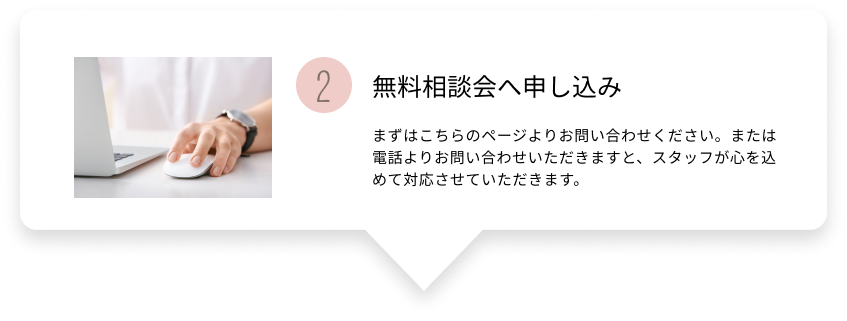 2
無料相談会へ申し込み
まずはこちらのページよりお問い合わせください。または
電話よりお問い合わせいただきますと、スタッフが心を込
めて対応させていただきます。